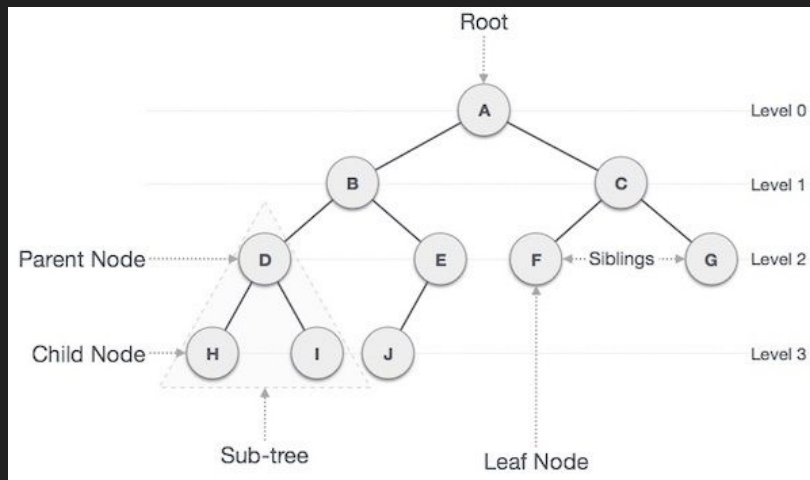 Root
A
Level 0
B
C
Level 1
Parent Node
D
E
F
Siblings
G
Level 2
Child Node
H
I
J
Level 3
Sub-tree
Leaf Node